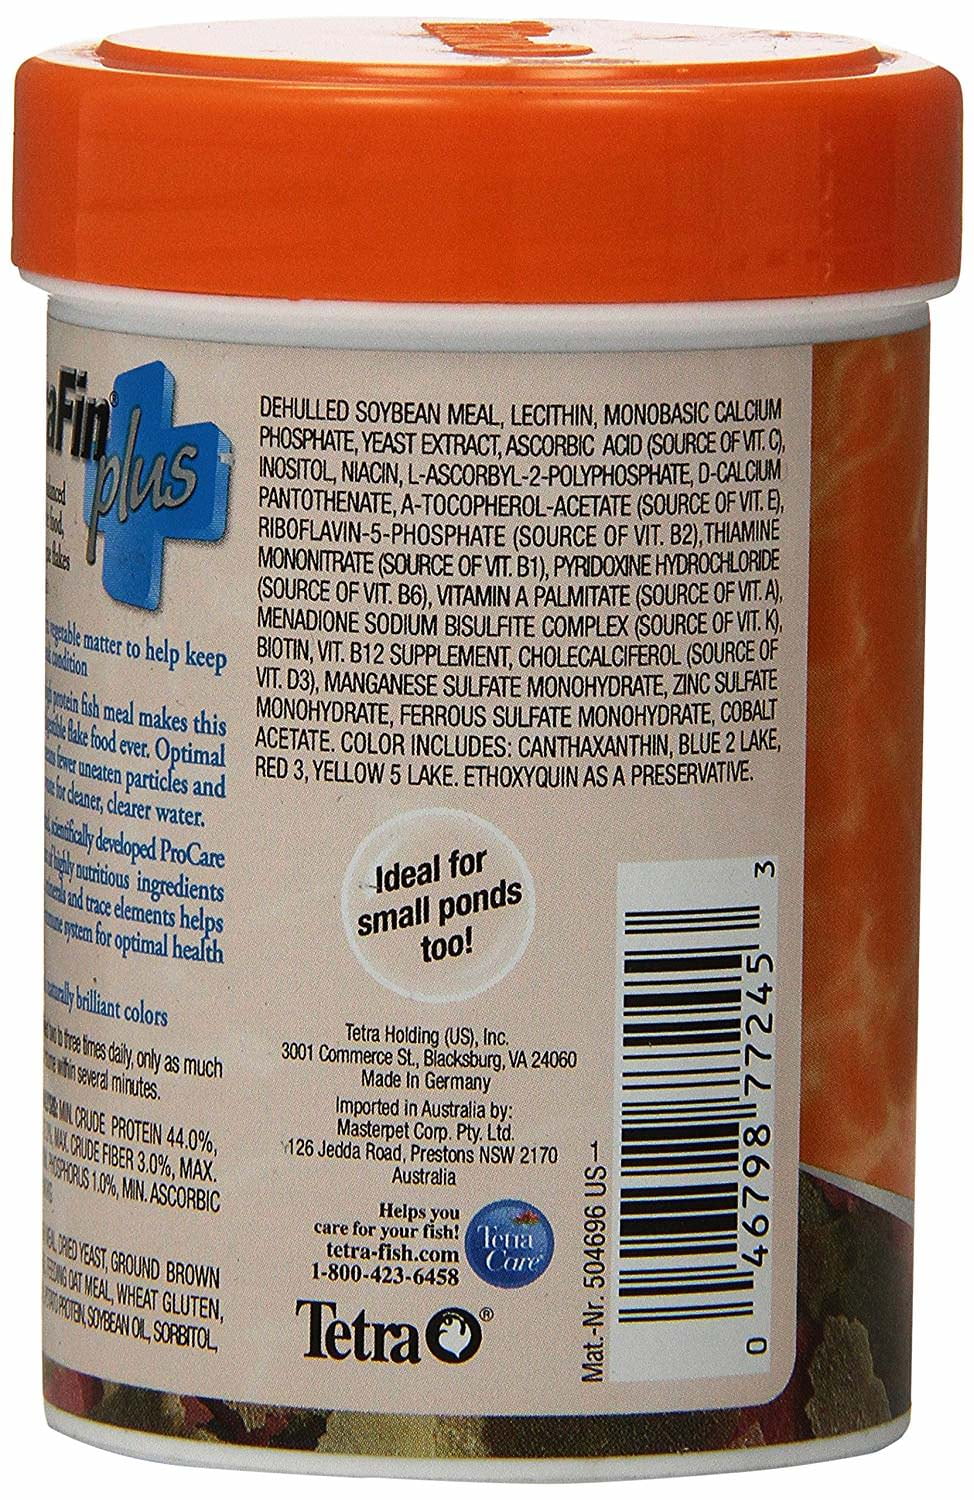 Fin®
plus
vegetable matter to help keep
condition
protein fish meal makes this
flake food ever. Optimal
fewer uneaten particles and
for cleaner, clearer water.
scientifically developed ProCare
of highly nutritious ingredients
and trace elements helps
system for optimal health
naturally brilliant colors
two to three times daily, only as much
within several minutes.
MIN. CRUDE PROTEIN 44.0%,
MAX. CRUDE FIBER 3.0%, MAX.
PHOSPHORUS 1.0%, MIN. ASCORBIC
DRIED YEAST, GROUND BROWN
FEEDING OAT MEAL, WHEAT GLUTEN,
PROTEIN, SOYBEAN OIL, SORBITOL,
DEHULLED SOYBEAN MEAL, LECITHIN, MONOBASIC CALCIUM
PHOSPHATE, YEAST EXTRACT, ASCORBIC ACID (SOURCE OF VIT. C),
INOSITOL, NIACIN, L-ASCORBYL-2-POLYPHOSPHATE, D-CALCIUM
PANTOTHENATE, A-TOCOPHEROL-ACETATE (SOURCE OF VIT. E),
RIBOFLAVIN-5-PHOSPHATE (SOURCE OF VIT. B2), THIAMINE
MONONITRATE (SOURCE OF VIT. B1), PYRIDOXINE HYDROCHLORIDE
(SOURCE OF VIT. B6), VITAMIN A PALMITATE (SOURCE OF VIT. A),
MENADIONE SODIUM BISULFITE COMPLEX (SOURCE OF VIT. K),
BIOTIN, VIT. B12 SUPPLEMENT, CHOLECALCIFEROL (SOURCE OF
VIT. D3), MANGANESE SULFATE MONOHYDRATE, ZINC SULFATE
MONOHYDRATE, FERROUS SULFATE MONOHYDRATE, COBALT
ACETATE. COLOR INCLUDES: CANTHAXANTHIN, BLUE 2 LAKE,
RED 3, YELLOW 5 LAKE. ETHOXYQUIN AS A PRESERVATIVE.
Ideal for
small ponds
too!
Tetra Holding (US), Inc.
3001 Commerce St., Blacksburg, VA 24060
Made In Germany
Imported in Australia by:
Masterpet Corp. Pty. Ltd.
126 Jedda Road, Prestons NSW 2170
Australia
Helps you
care for your fish!
tetra-fish.com
1-800-423-6458
Tetra
Care®
Tetra®
Mat.-Nr. 504696 US 1
0 46798 77245 3